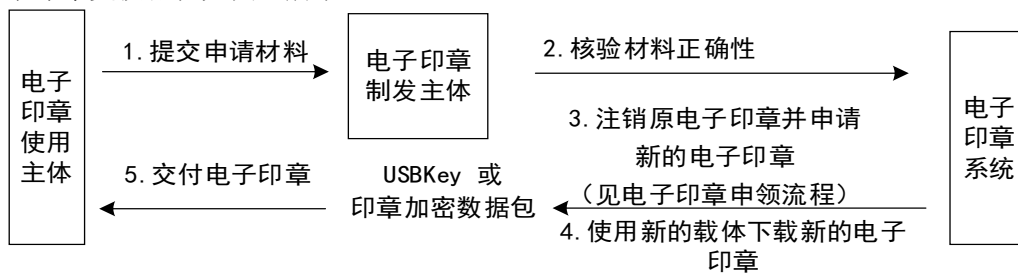 电子
印章
使用
主体
1.提交申请材料
电子印章
制发主体
2.核验材料正确性
3.注销原电子印章并申请
新的电子印章
(见电子印章申领流程)
4.使用新的载体下载新的电子
印章
5.交付电子印章
USBKey 或
印章加密数据包
电子
印章
系统